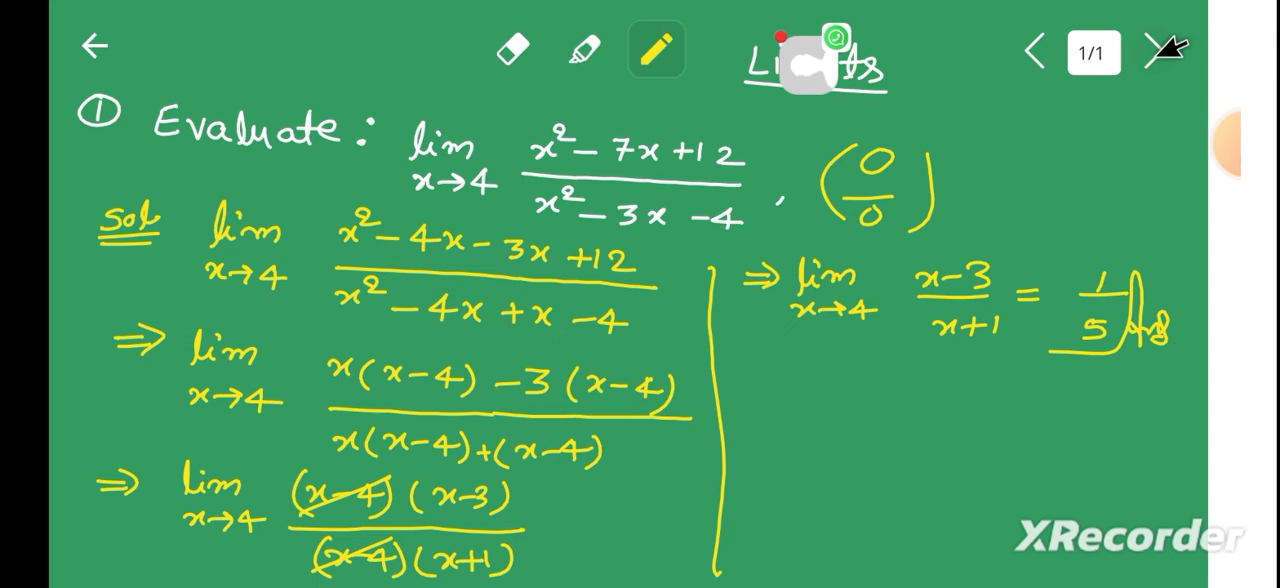 1/1
① Evaluate: lim x→4 x² - 7x + 12 / x² - 3x - 4 , (0/0)
Sol lim x→4 x² - 4x - 3x + 12 / x² - 4x + x - 4
⇒ lim x→4 x(x-4) - 3(x-4) / x(x-4) + (x-4)
⇒ lim x→4 (x-4)(x-3) / (x-4)(x+1)
⇒ lim x→4 x-3 / x+1 = 1/5 Ans
XRecorder